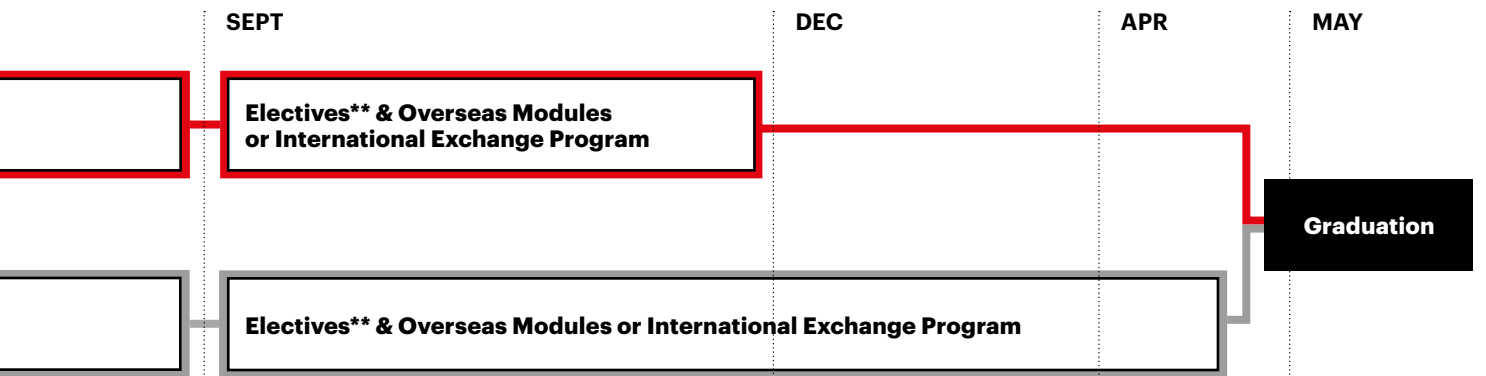 SEPT
DEC
APR
MAY
Electives** & Overseas Modules
or International Exchange Program
Graduation
Electives** & Overseas Modules or International Exchange Program